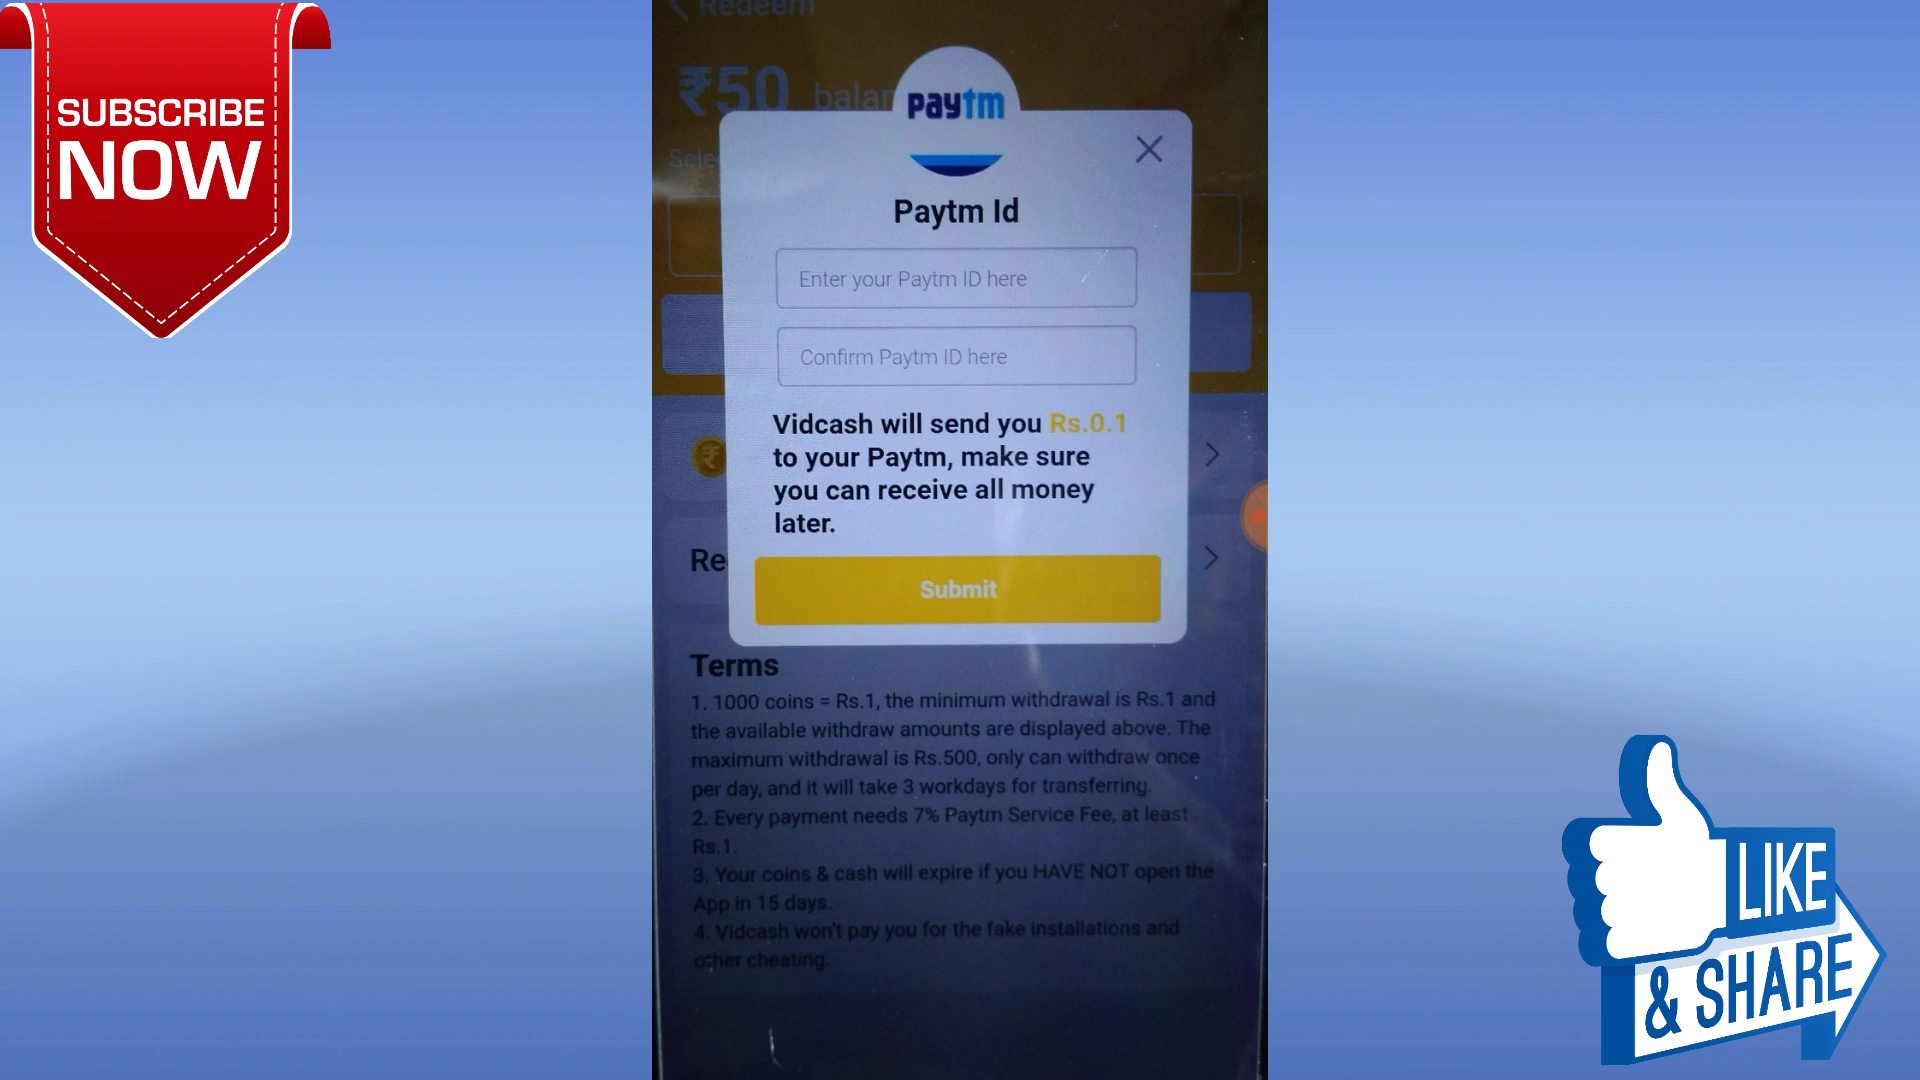 SUBSCRIBE
NOW
Redeem
₹50 balan
Sele
paytm
Paytm Id
Enter your Paytm ID here
Confirm Paytm ID here
Vidcash will send you Rs.0.1
to your Paytm, make sure
you can receive all money
later.
Re
Submit
Terms
1. 1000 coins = Rs.1, the minimum withdrawal is Rs.1 and
the available withdraw amounts are displayed above. The
maximum withdrawal is Rs.500, only can withdraw once
per day, and it will take 3 workdays for transferring.
2. Every payment needs 7% Paytm Service Fee, at least
Rs.1.
3. Your coins & cash will expire if you HAVE NOT open the
App in 15 days.
4. Vidcash won't pay you for the fake installations and
other cheating.
LIKE
& SHARE